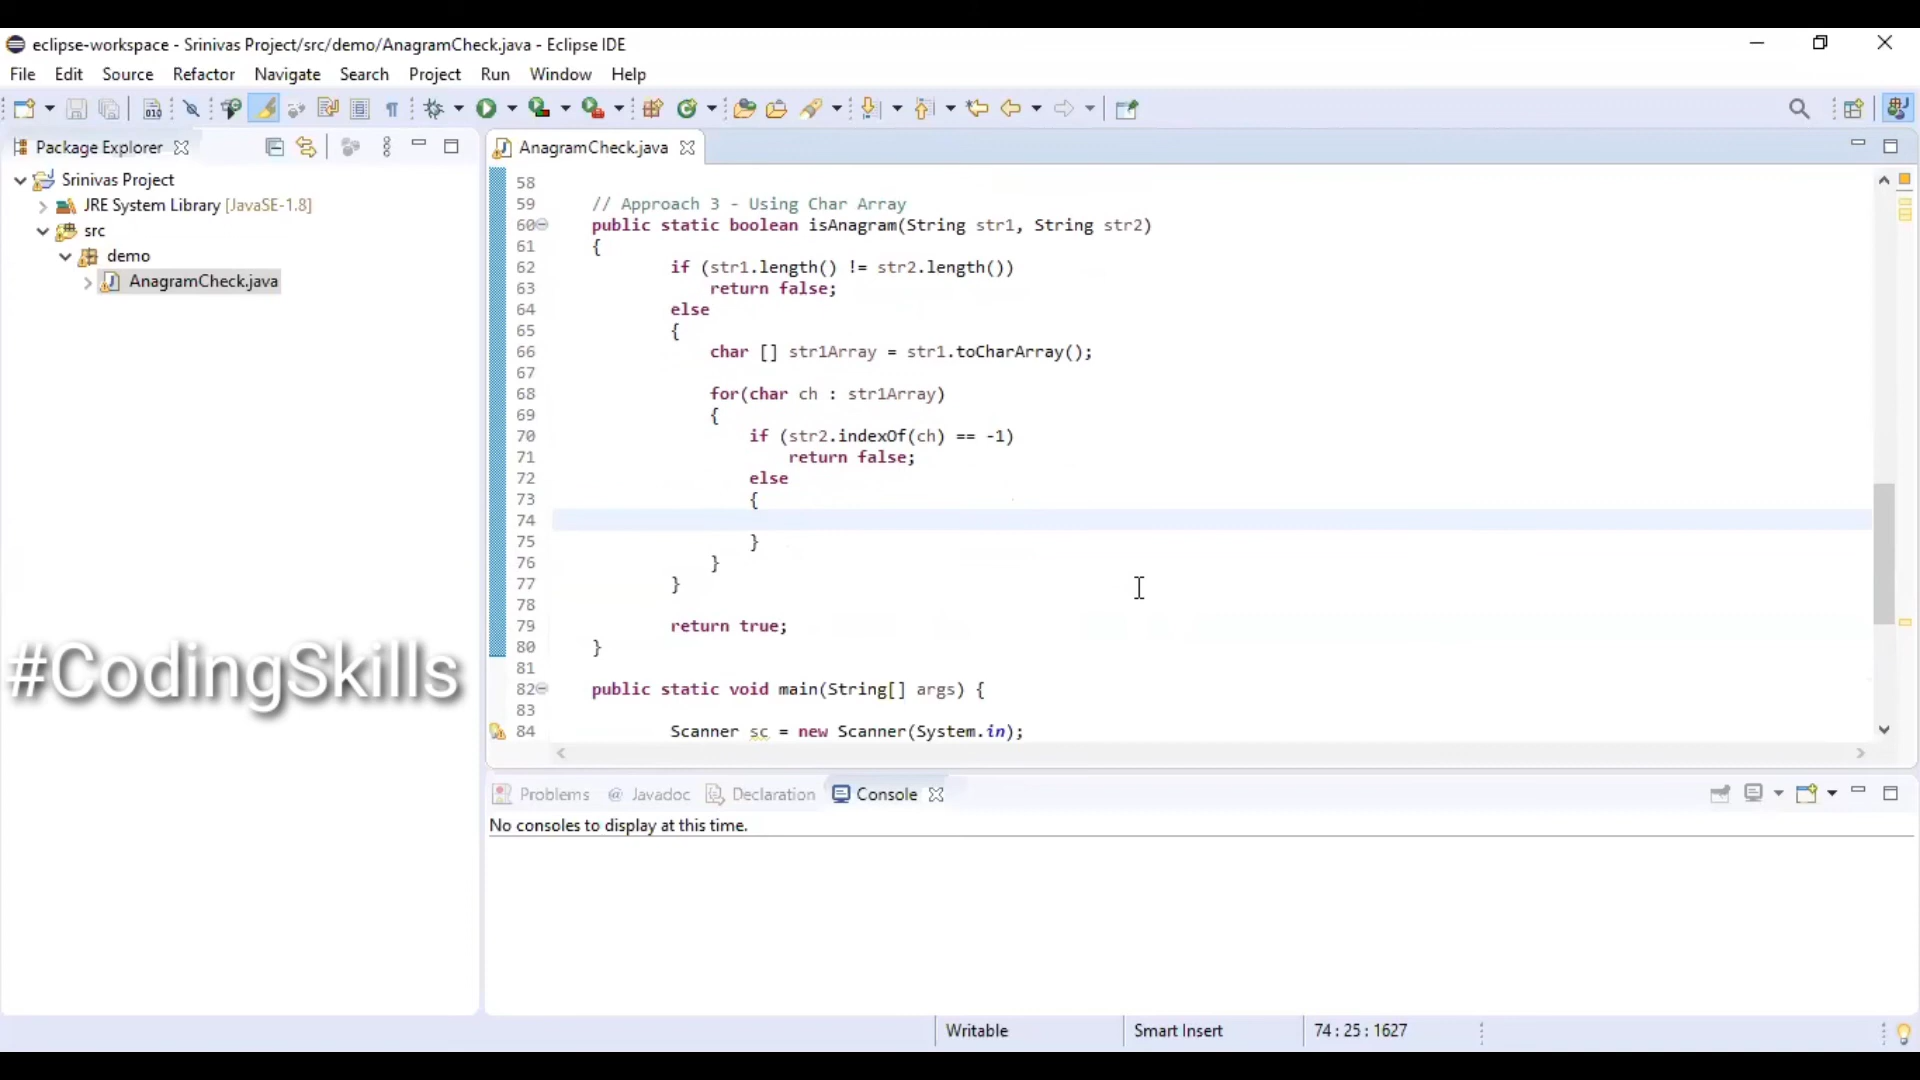 eclipse-workspace - Srinivas Project/src/demo/AnagramCheck.java - Eclipse IDE
File Edit Source Refactor Navigate Search Project Run Window Help
Package Explorer
Srinivas Project
JRE System Library [JavaSE-1.8]
src
demo
AnagramCheck.java
#CodingSkills
AnagramCheck.java
58
59 // Approach 3 - Using Char Array
60 public static boolean isAnagram(String str1, String str2)
61 {
62 if (str1.length() != str2.length())
63 return false;
64 else
65 {
66 char [] str1Array = str1.toCharArray();
67
68 for(char ch : str1Array)
69 {
70 if (str2.indexOf(ch) == -1)
71 return false;
72 else
73 {
74
75 }
76 }
77 }
78
79 return true;
80 }
81
82 public static void main(String[] args) {
83
84 Scanner sc = new Scanner(System.in);
Problems @ Javadoc Declaration Console
No consoles to display at this time.
Writable Smart Insert 74 : 25 : 1627